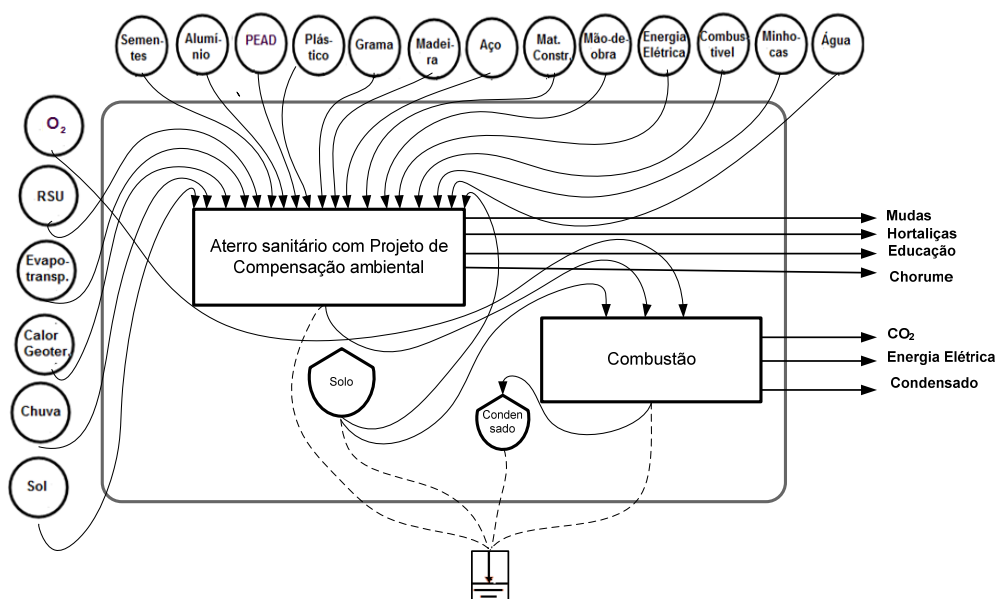 Semen-
tes
Alumí-
nio
PEAD
Plás-
tico
Grama
Madei-
ra
Aço
Mat.
Constr.
Mão-de-
obra
Energia
Elétrica
Combus-
tivel
Minho-
cas
Água
O₂
RSU
Evapo-
transp.
Calor
Geoter.
Chuva
Sol
Aterro sanitário com Projeto de
Compensação ambiental
Mudas
Hortaliças
Educação
Chorume
Combustão
CO₂
Energia Elétrica
Condensado
Solo
Conden
sado